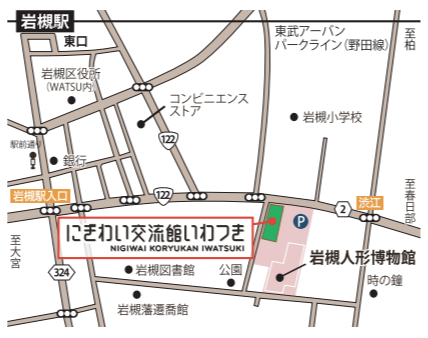 岩槻駅
東口
東武アーバン
パークライン(野田線)
至柏
岩槻区役所
(WATSU内)
コンビニエンス
ストア
岩槻小学校
122
駅前通り
銀行
岩槻駅入口
122
2
渋江
至春日部
にぎわい交流館いわつき
NIGIWAI KORYUKAN IWATSUKI
P
至大宮
324
岩槻図書館
公園
岩槻人形博物館
時の鐘
岩槻藩遷喬館